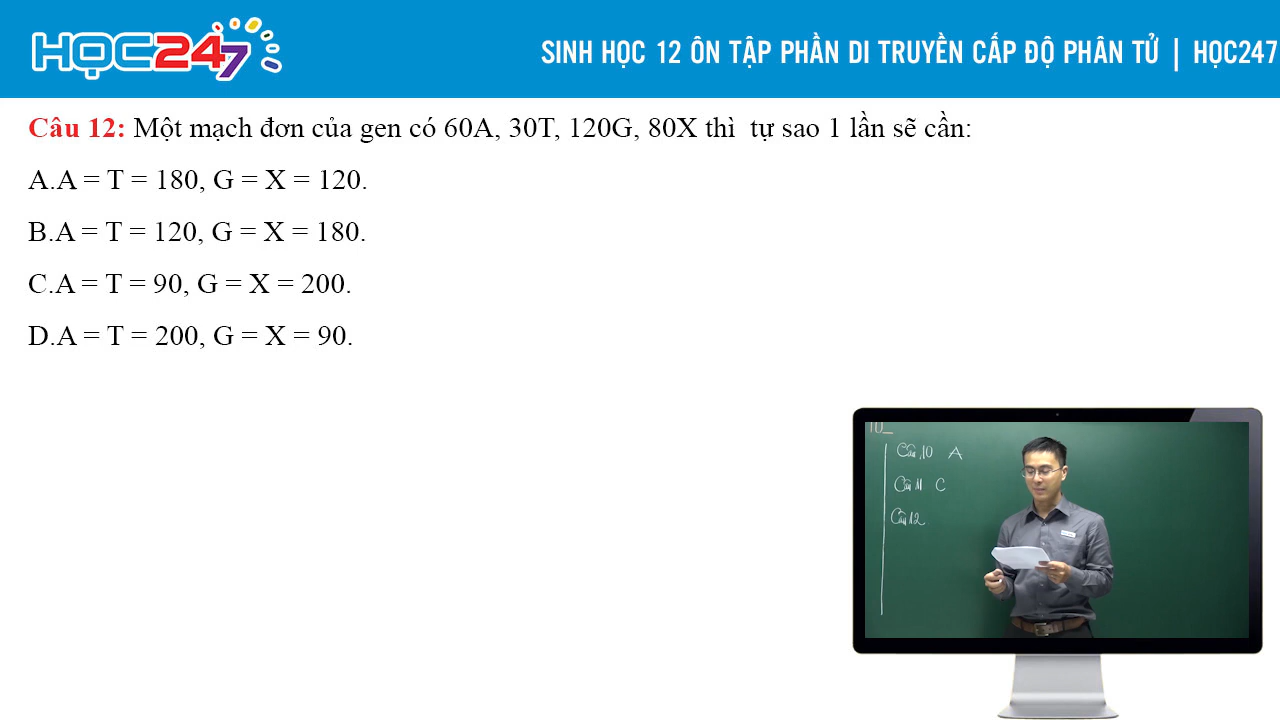 HỌC247
SINH HỌC 12 ÔN TẬP PHẦN DI TRUYỀN CẤP ĐỘ PHÂN TỬ | HỌC247
Câu 12: Một mạch đơn của gen có 60A, 30T, 120G, 80X thì tự sao 1 lần sẽ cần:
A.A = T = 180, G = X = 120.
B.A = T = 120, G = X = 180.
C.A = T = 90, G = X = 200.
D.A = T = 200, G = X = 90.
10
Câu 10 A
Câu 11 C
Câu 12